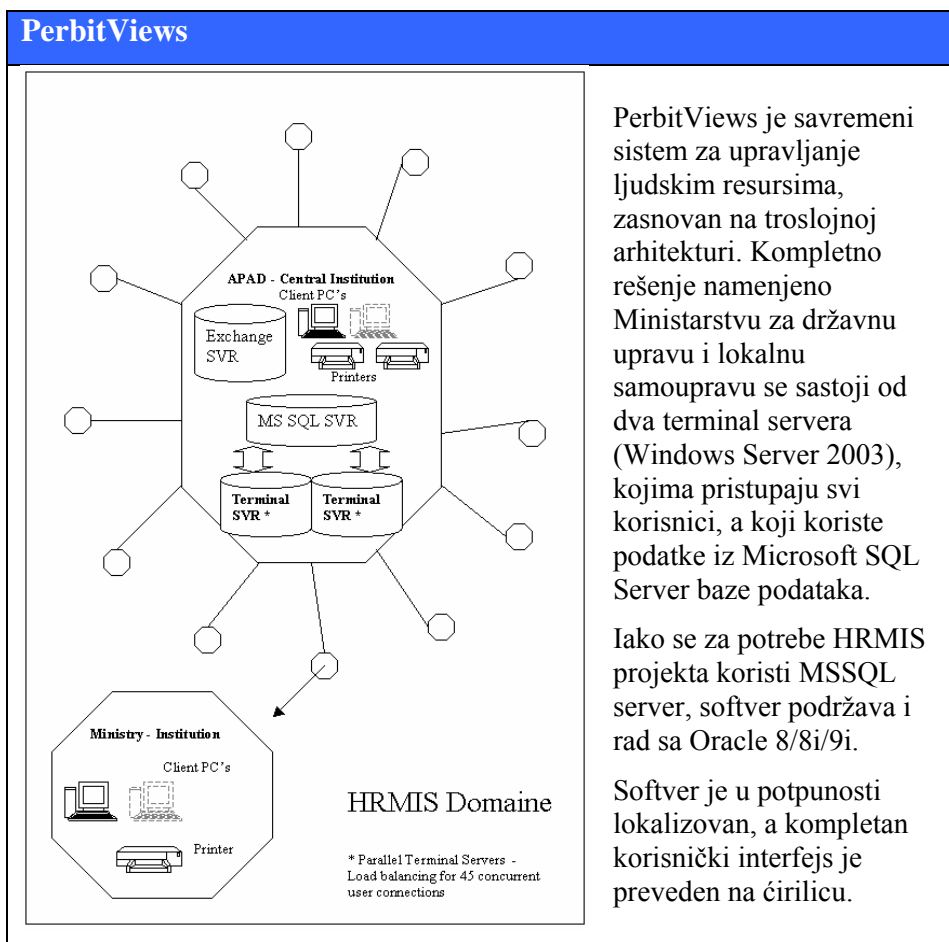 PerbitViews
APAD - Central Institution
Client PC's
Exchange
SVR
Printers
MS SQL SVR
Terminal
SVR *
Terminal
SVR *
Ministry - Institution
Client PC's
Printer
HRMIS Domaine
* Parallel Terminal Servers -
Load balancing for 45 concurrent
user connections
PerbitViews je savremeni
sistem za upravljanje
ljudskim resursima,
zasnovan na troslojnoj
arhitekturi. Kompletno
rešenje namenjeno
Ministarstvu za državnu
upravu i lokalnu
samoupravu se sastoji od
dva terminal servera
(Windows Server 2003),
kojima pristupaju svi
korisnici, a koji koriste
podatke iz Microsoft SQL
Server baze podataka.
Iako se za potrebe HRMIS
projekta koristi MSSQL
server, softver podržava i
rad sa Oracle 8/8i/9i.
Softver je u potpunosti
lokalizovan, a kompletan
korisnički interfejs je
preveden na ćirilicu.